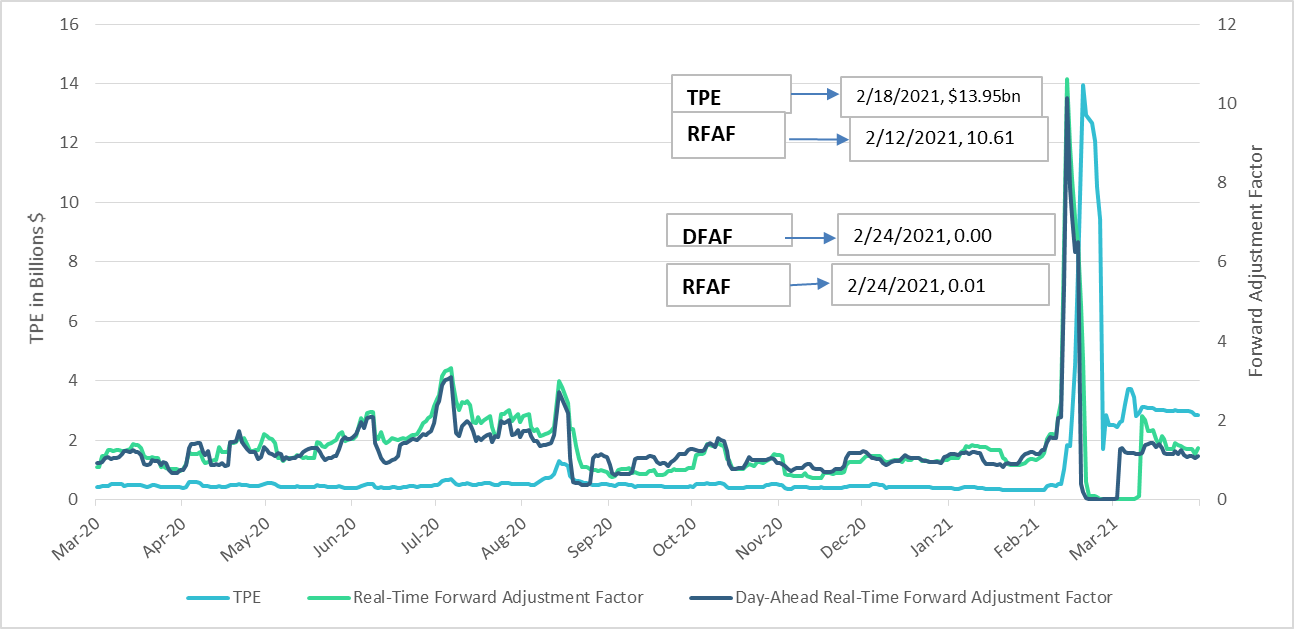 16
14
12
10
8
6
4
2
0
TPE in Billions $
12
10
8
6
4
2
0
Forward Adjustment Factor
TPE
2/18/2021, $13.95bn
RFAF
2/12/2021, 10.61
DFAF
2/24/2021, 0.00
RFAF
2/24/2021, 0.01
Mar-20
Apr-20
May-20
Jun-20
Jul-20
Aug-20
Sep-20
Oct-20
Nov-20
Dec-20
Jan-21
Feb-21
Mar-21
TPE
Real-Time Forward Adjustment Factor
Day-Ahead Real-Time Forward Adjustment Factor